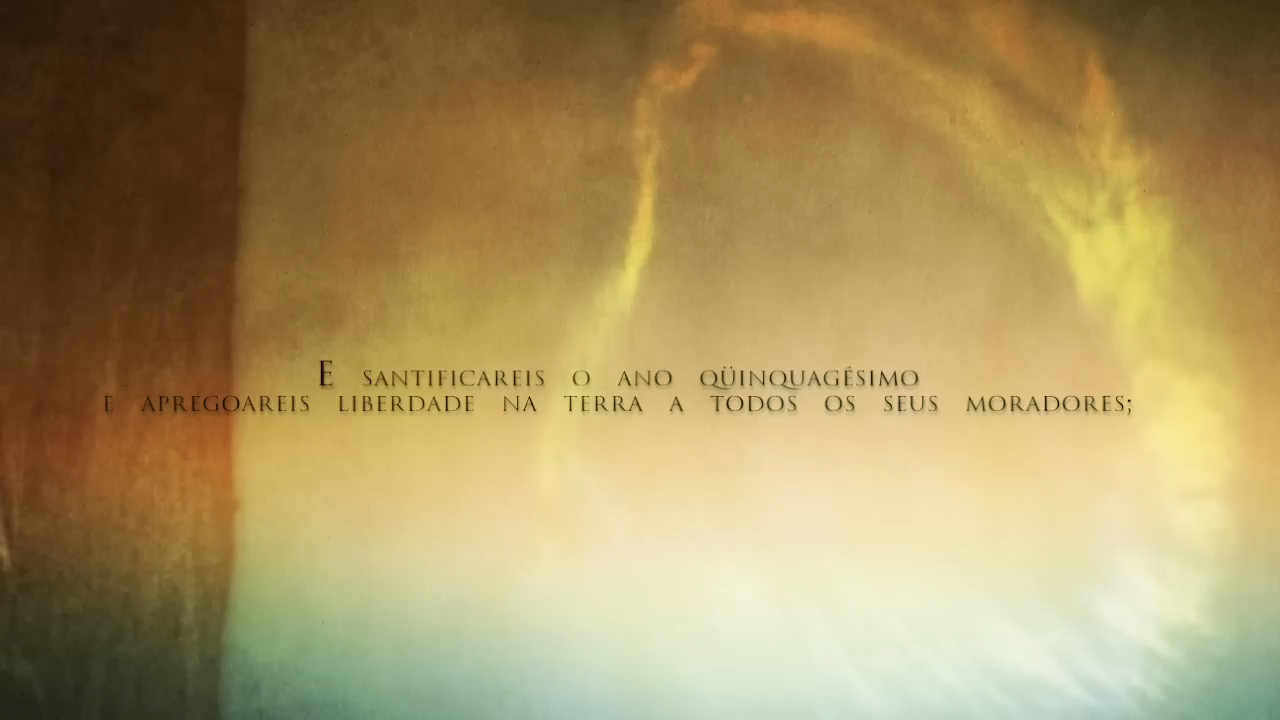 E santificareis o ano qüinquagésimo
e apregoareis liberdade na terra a todos os seus moradores;